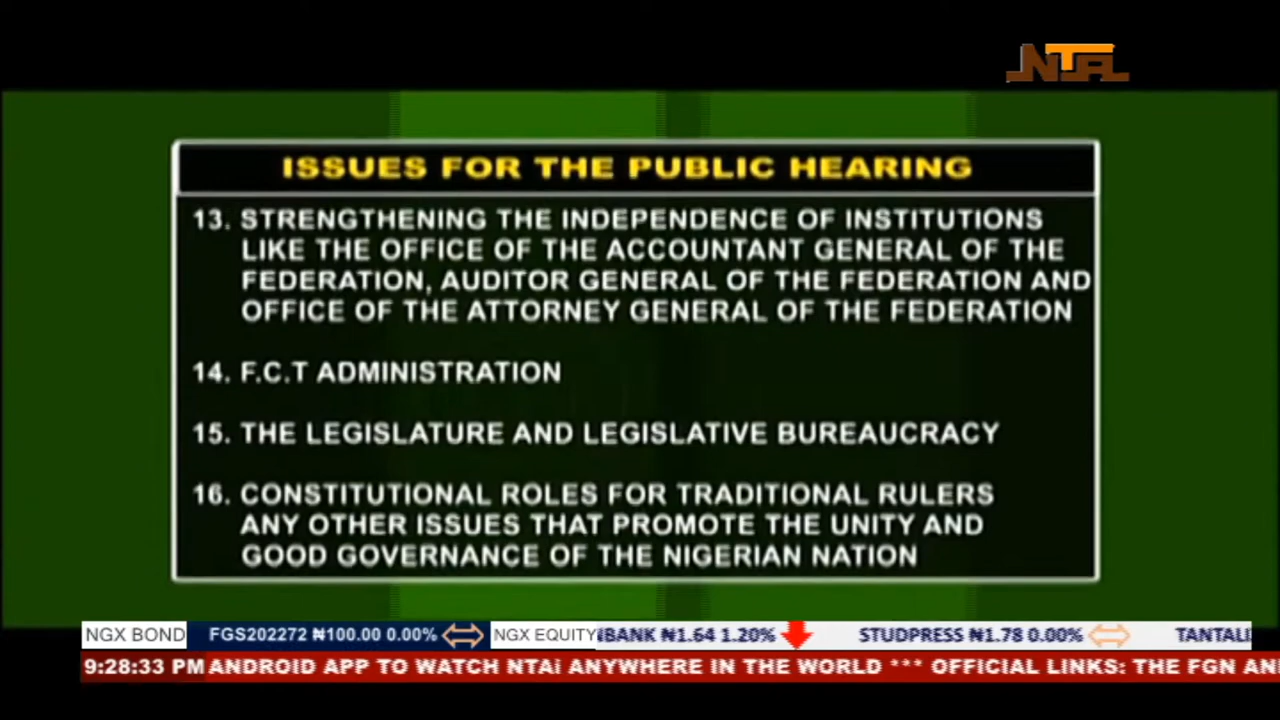 NTA
ISSUES FOR THE PUBLIC HEARING
13. STRENGTHENING THE INDEPENDENCE OF INSTITUTIONS
LIKE THE OFFICE OF THE ACCOUNTANT GENERAL OF THE
FEDERATION, AUDITOR GENERAL OF THE FEDERATION AND
OFFICE OF THE ATTORNEY GENERAL OF THE FEDERATION
14. F.C.T ADMINISTRATION
15. THE LEGISLATURE AND LEGISLATIVE BUREAUCRACY
16. CONSTITUTIONAL ROLES FOR TRADITIONAL RULERS
ANY OTHER ISSUES THAT PROMOTE THE UNITY AND
GOOD GOVERNANCE OF THE NIGERIAN NATION
NGX BOND FGS202272 ₦100.00 0.00% NGX EQUITY ₦1.64 1.20% STUDPRESS ₦1.78 0.00%
9:28:33 PM ANDROID APP TO WATCH NTAi ANYWHERE IN THE WORLD *** OFFICIAL LINKS: THE FGN